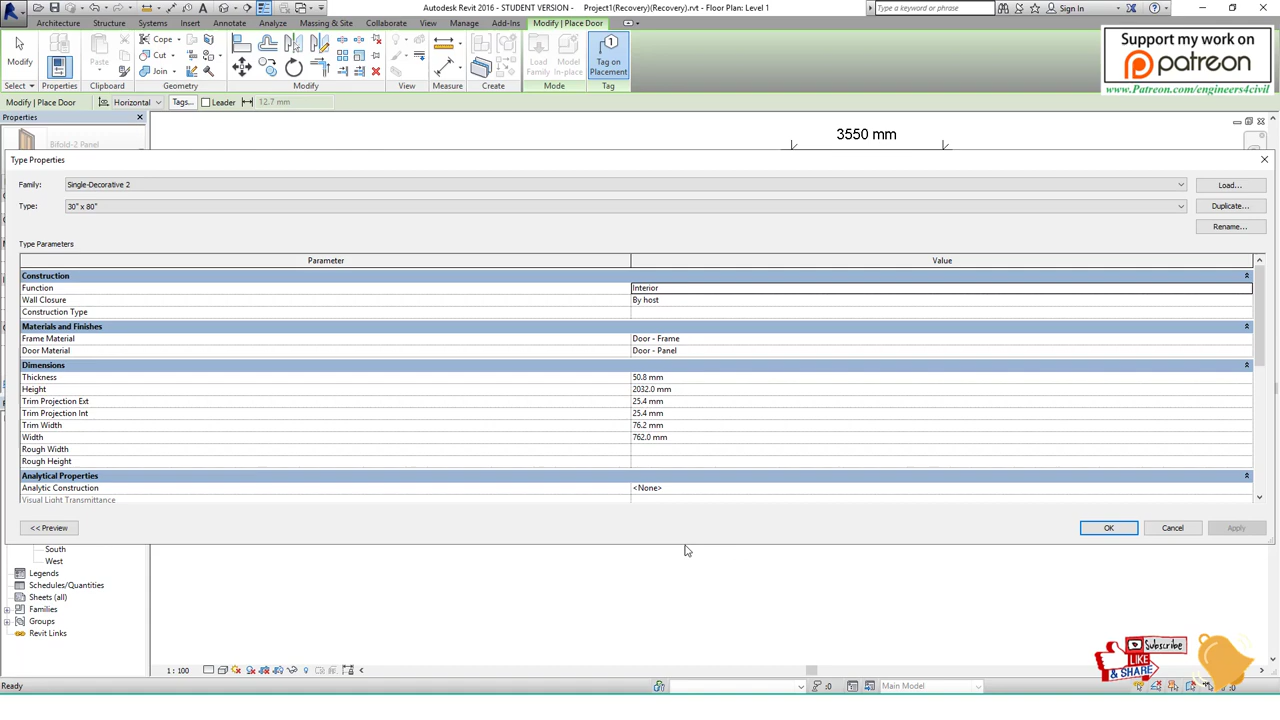 Autodesk Revit 2016 - STUDENT VERSION - Project1(Recovery)(Recovery).rvt - Floor Plan: Level 1
Type a keyword or phrase
Sign In
Architecture Structure Systems Insert Annotate Analyze Massing & Site Collaborate View Manage Add-Ins Modify | Place Door
Modify
Paste
Cope
Cut
Join
Load Family
Model In-place
Tag on Placement
Select Properties Clipboard Geometry Modify View Measure Create Mode Tag
Support my work on
patreon
www.Patreon.com/engineers4civil
Modify | Place Door Horizontal Tags... Leader 12.7 mm
Properties
Bifold-2 Panel
3550 mm
Type Properties
Family: Single-Decorative 2 Load...
Type: 30" x 80" Duplicate...
Rename...
Type Parameters
Parameter Value
Construction
Function Interior
Wall Closure By host
Construction Type
Materials and Finishes
Frame Material Door - Frame
Door Material Door - Panel
Dimensions
Thickness 50.8 mm
Height 2032.0 mm
Trim Projection Ext 25.4 mm
Trim Projection Int 25.4 mm
Trim Width 76.2 mm
Width 762.0 mm
Rough Width
Rough Height
Analytical Properties
Analytic Construction <None>
Visual Light Transmittance
<< Preview OK Cancel Apply
South
West
Legends
Schedules/Quantities
Sheets (all)
Families
Groups
Revit Links
1 : 100
Subscribe
LIKE
& SHARE
Ready :0 Main Model :0